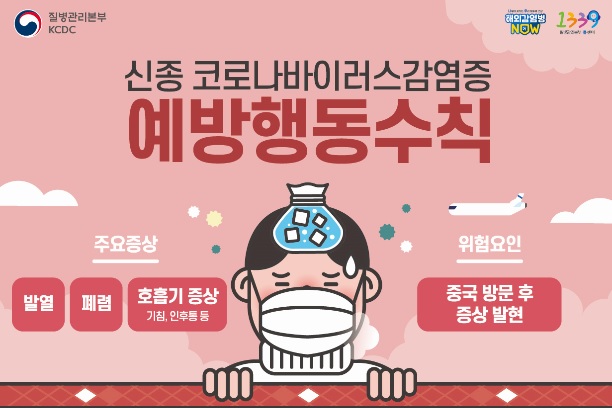 질병관리본부
KCDC
해외감염병
NOW
1339
신종 코로나바이러스감염증
예방행동수칙
주요증상
발열
폐렴
호흡기 증상
기침, 인후통 등
위험요인
중국 방문 후
증상 발현